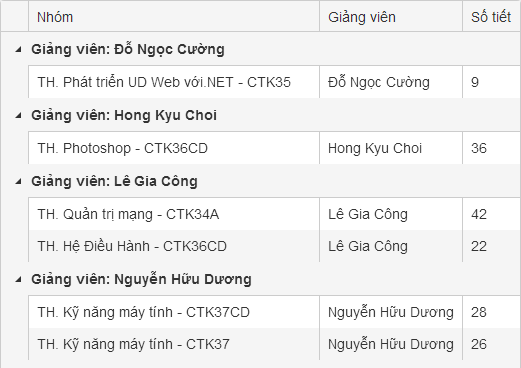 Nhóm Giảng viên Số tiết
Giảng viên: Đỗ Ngọc Cường
TH. Phát triển UD Web với.NET - CTK35 Đỗ Ngọc Cường 9
Giảng viên: Hong Kyu Choi
TH. Photoshop - CTK36CD Hong Kyu Choi 36
Giảng viên: Lê Gia Công
TH. Quản trị mạng - CTK34A Lê Gia Công 42
TH. Hệ Điều Hành - CTK36CD Lê Gia Công 22
Giảng viên: Nguyễn Hữu Dương
TH. Kỹ năng máy tính - CTK37CD Nguyễn Hữu Dương 28
TH. Kỹ năng máy tính - CTK37 Nguyễn Hữu Dương 26